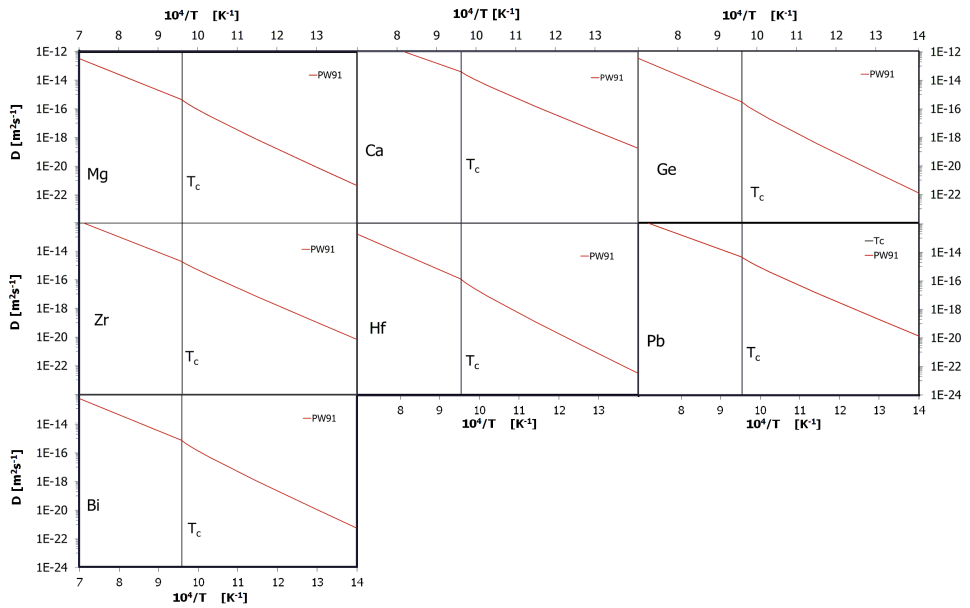 10⁴/T [K⁻¹] 10⁴/T [K⁻¹] 10⁴/T [K⁻¹]
7 8 9 10 11 12 13 8 9 10 11 12 13 8 9 10 11 12 13 14
1E-12 1E-12
PW91 PW91 PW91
1E-14 1E-14
1E-16 1E-16
D [m²s⁻¹] D [m²s⁻¹]
1E-18 1E-18
Mg Ca Ge
1E-20 1E-20
Tc Tc Tc
1E-22 1E-22
Tc
PW91 PW91 PW91
1E-14 1E-14
1E-16 1E-16
D [m²s⁻¹] D [m²s⁻¹]
1E-18 1E-18
Zr Hf Pb
1E-20 1E-20
Tc Tc Tc
1E-22 1E-22
1E-24
8 9 10 11 12 13 8 9 10 11 12 13 14
10⁴/T [K⁻¹] 10⁴/T [K⁻¹]
PW91
1E-14
1E-16
D [m²s⁻¹]
1E-18
Bi
1E-20
Tc
1E-22
1E-24
7 8 9 10 11 12 13 14
10⁴/T [K⁻¹]